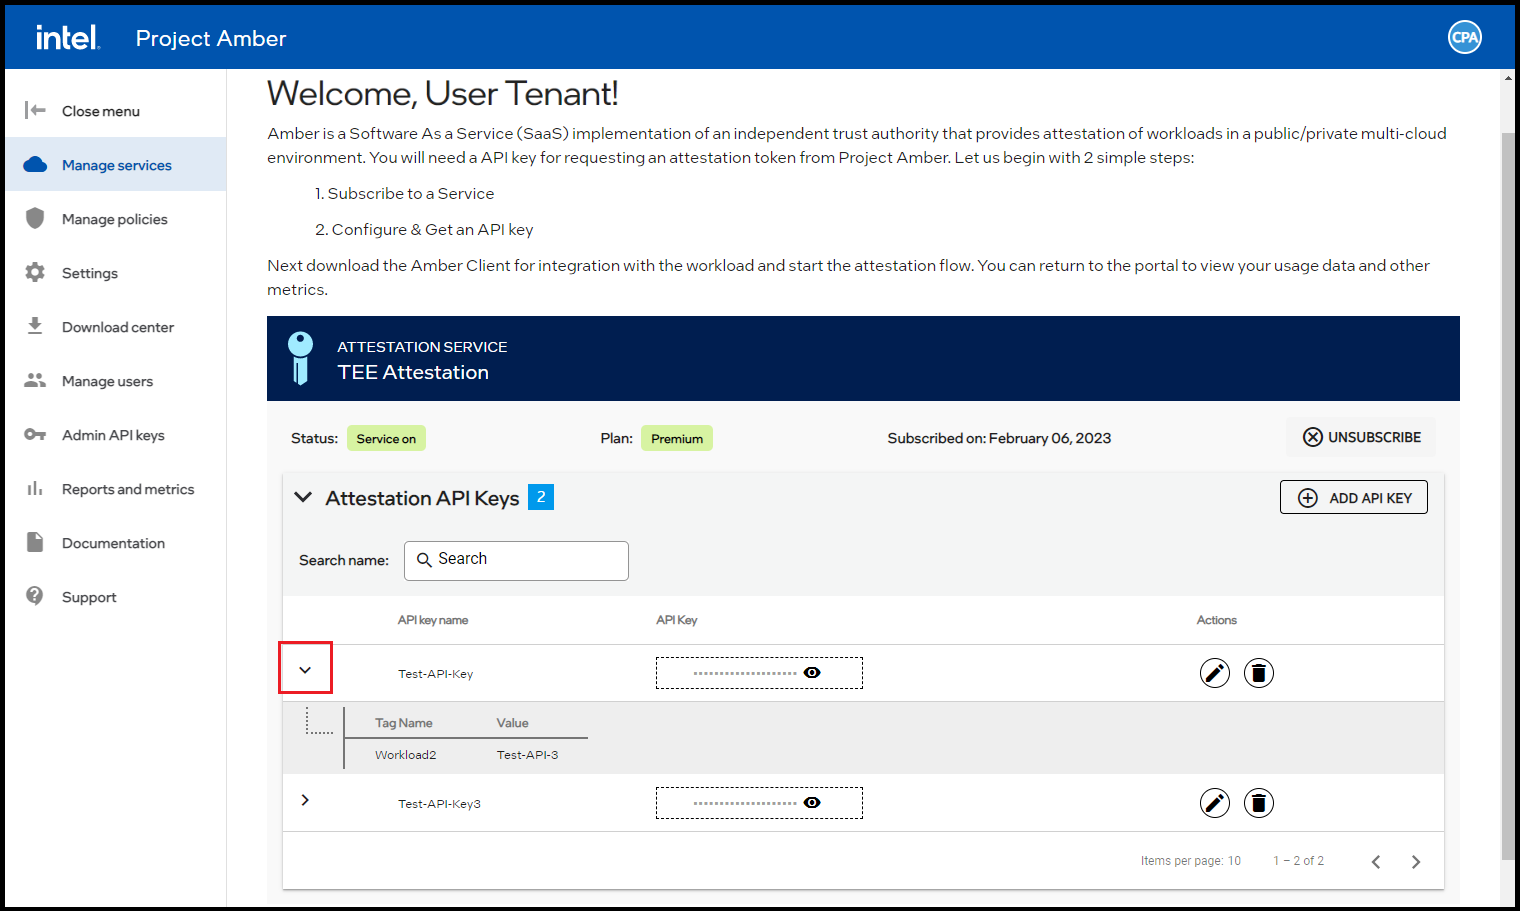 intel. Project Amber CPA
Close menu
Manage services
Manage policies
Settings
Download center
Manage users
Admin API keys
Reports and metrics
Documentation
Support
Welcome, User Tenant!
Amber is a Software As a Service (SaaS) implementation of an independent trust authority that provides attestation of workloads in a public/private multi-cloud
environment. You will need a API key for requesting an attestation token from Project Amber. Let us begin with 2 simple steps:
1. Subscribe to a Service
2. Configure & Get an API key
Next download the Amber Client for integration with the workload and start the attestation flow. You can return to the portal to view your usage data and other
metrics.
ATTESTATION SERVICE
TEE Attestation
Status: Service on Plan: Premium Subscribed on: February 06, 2023 UNSUBSCRIBE
Attestation API Keys 2 ADD API KEY
Search name: Search
API key name API Key Actions
Test-API-Key
Tag Name Value
Workload2 Test-API-3
Test-API-Key3
Items per page: 10 1 – 2 of 2